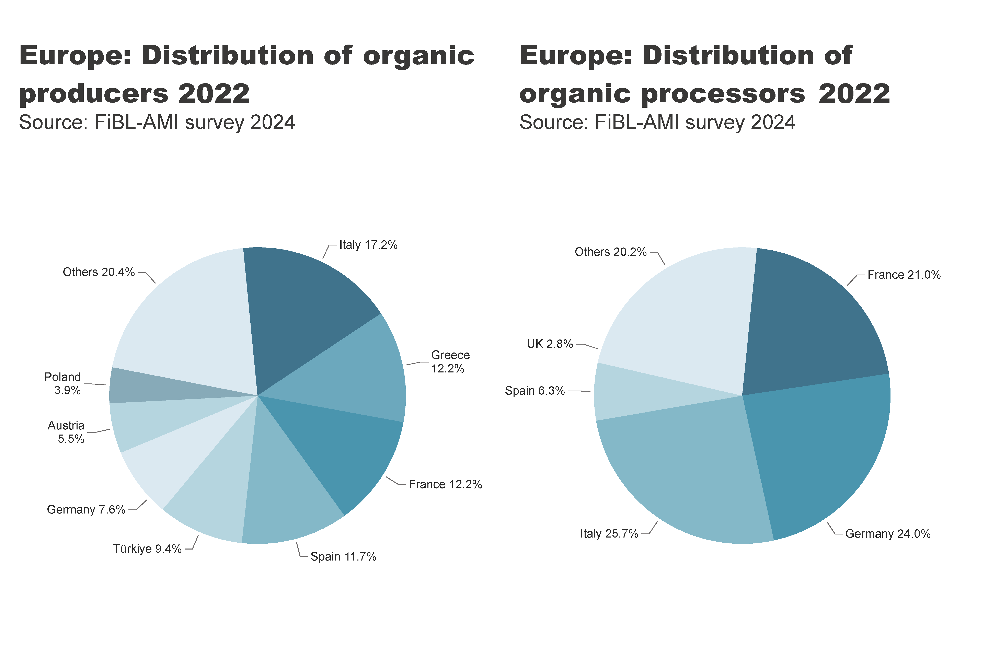 Europe: Distribution of organic
producers 2022
Source: FiBL-AMI survey 2024
Italy 17.2%
Greece
12.2%
France 12.2%
Spain 11.7%
Türkiye 9.4%
Germany 7.6%
Austria
5.5%
Poland
3.9%
Others 20.4%
Europe: Distribution of
organic processors 2022
Source: FiBL-AMI survey 2024
France 21.0%
Germany 24.0%
Italy 25.7%
Spain 6.3%
UK 2.8%
Others 20.2%